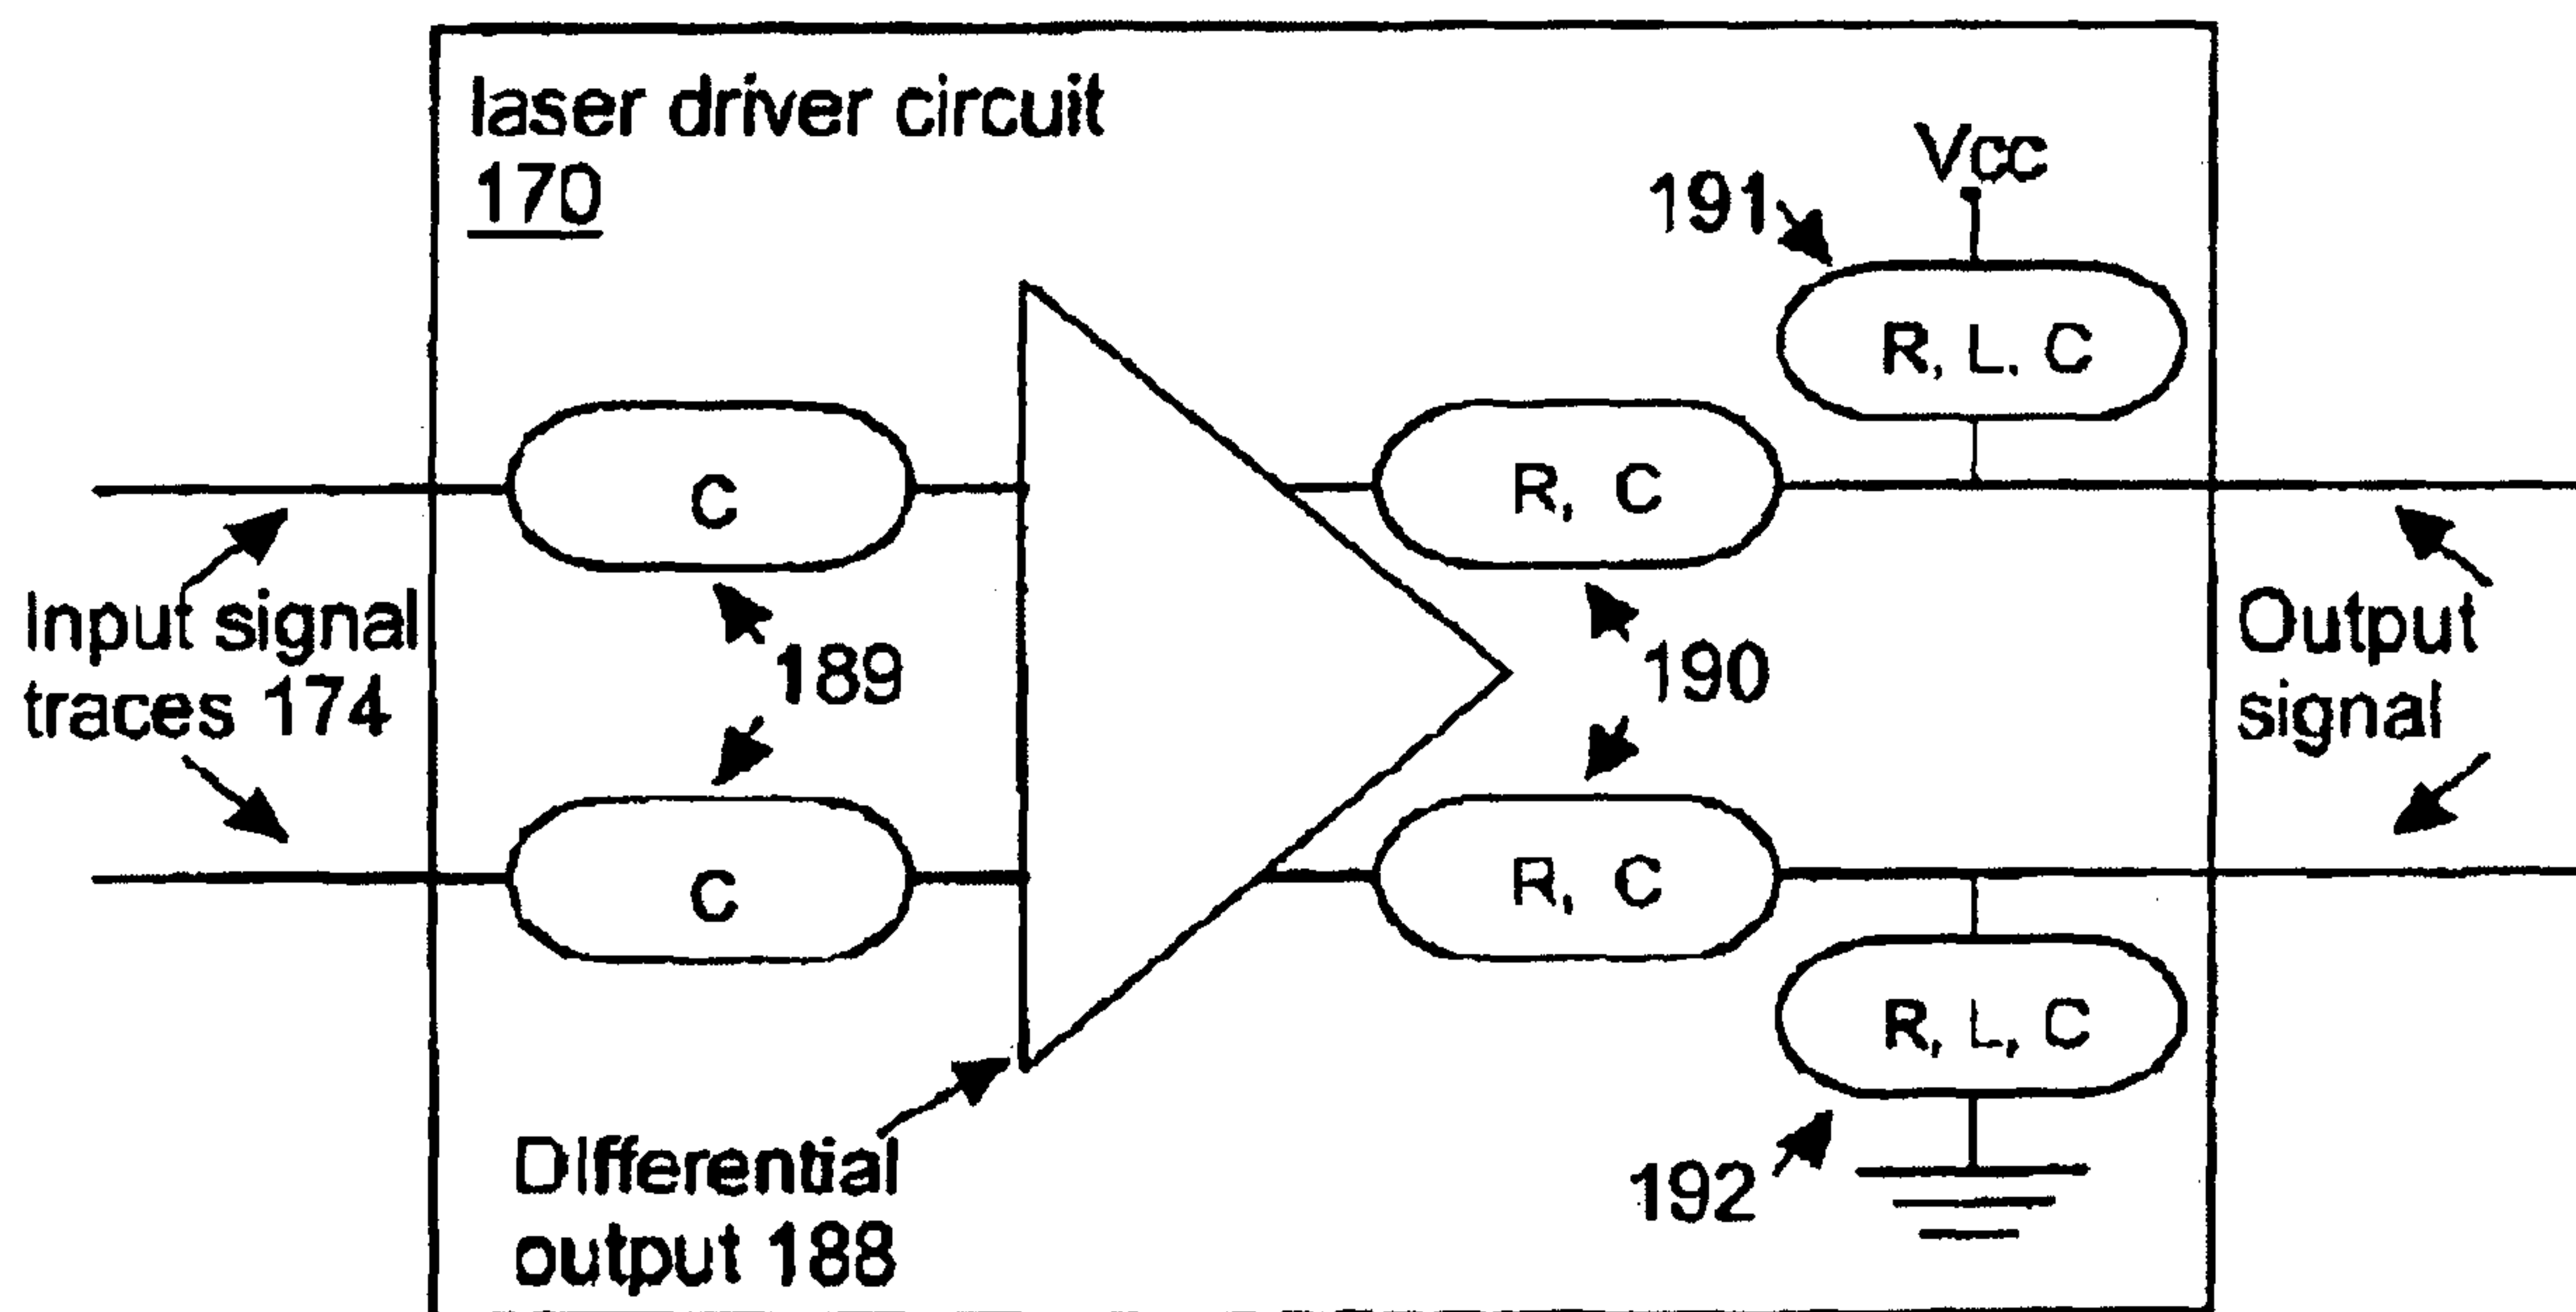 laser driver circuit
170
Vcc
191
R, L, C
C
R, C
Input signal
traces 174
189
190
Output
signal
C
R, C
R, L, C
192
Differential
output 188